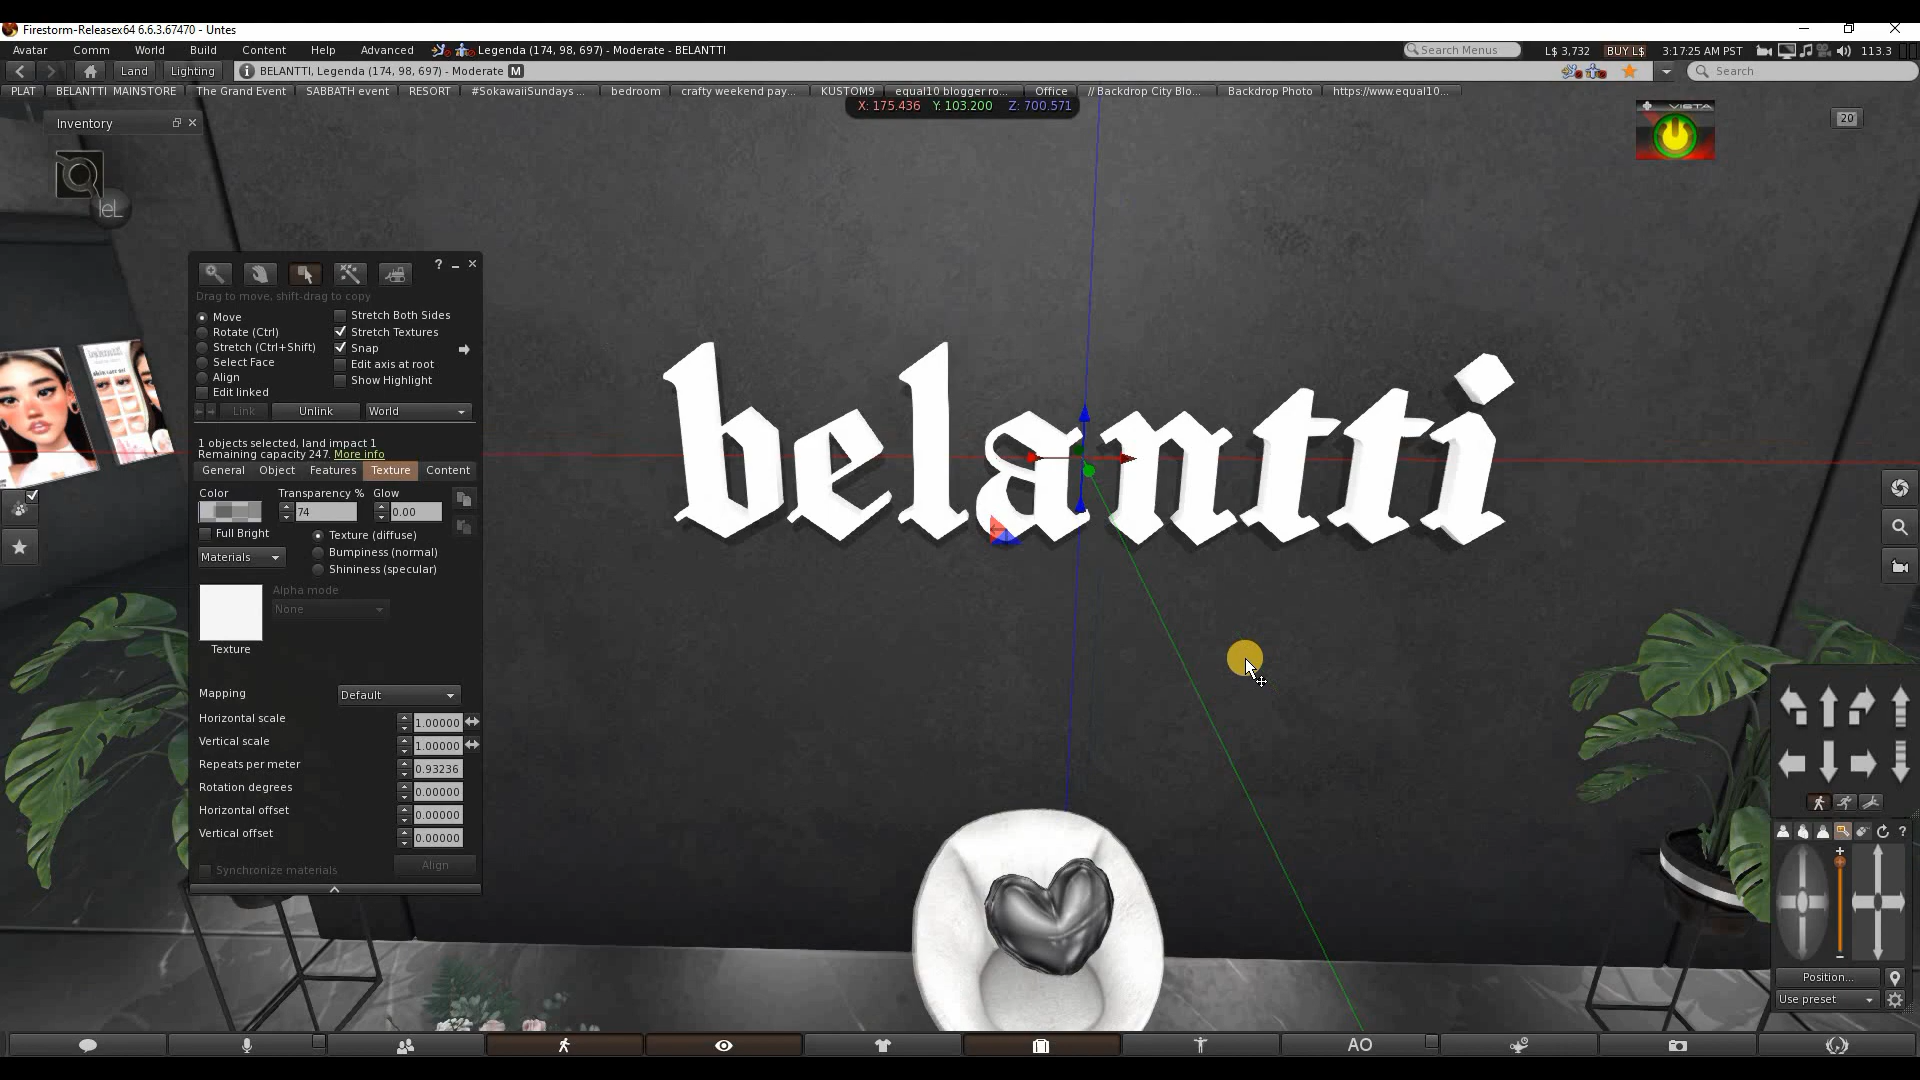 Firestorm-Releasex64 6.6.3.67470 - Untes
Avatar Comm World Build Content Help Advanced Legenda (174, 98, 697) - Moderate - BELANTTI Search Menus L$ 3,732 BUY L$ 3:17:25 AM PST 113.3
Land Lighting BELANTTI, Legenda (174, 98, 697) - Moderate M Search
PLAT BELANTTI MAINSTORE The Grand Event SABBATH event RESORT #SokawaiiSundays ... bedroom crafty weekend pay... KUSTOM9 equal10 blogger ro... Office // Backdrop City Blo... Backdrop Photo https://www.equal10...
X: 175.436 Y: 103.200 Z: 700.571
VISTA
20
Inventory
leL
?
Drag to move, shift-drag to copy
Move Stretch Both Sides
Rotate (Ctrl) Stretch Textures
Stretch (Ctrl+Shift) Snap
Select Face Edit axis at root
Align Show Highlight
Edit linked
Link Unlink World
1 objects selected, land impact 1
Remaining capacity 247. More info
General Object Features Texture Content
Color Transparency % Glow
74 0.00
Full Bright Texture (diffuse)
Materials Bumpiness (normal)
Shininess (specular)
Alpha mode
None
Texture
Mapping Default
Horizontal scale 1.00000
Vertical scale 1.00000
Repeats per meter 0.93236
Rotation degrees 0.00000
Horizontal offset 0.00000
Vertical offset 0.00000
Synchronize materials Align
belantti
?
Position...
Use preset
AO